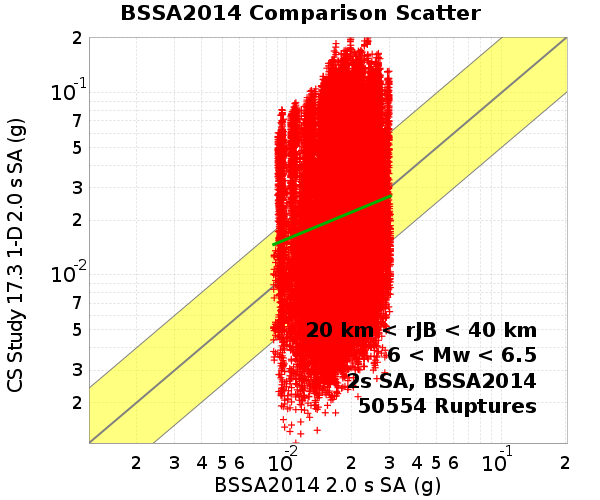 BSSA2014 Comparison Scatter
CS Study 17.3 1-D 2.0 s SA (g)
2
10^-1
7
5
3
2
10^-2
7
5
3
2
20 km < rJB < 40 km
6 < Mw < 6.5
2s SA, BSSA2014
50554 Ruptures
2 3 4 5 6 10^-2 2 3 4 5 6 10^-1 2
BSSA2014 2.0 s SA (g)